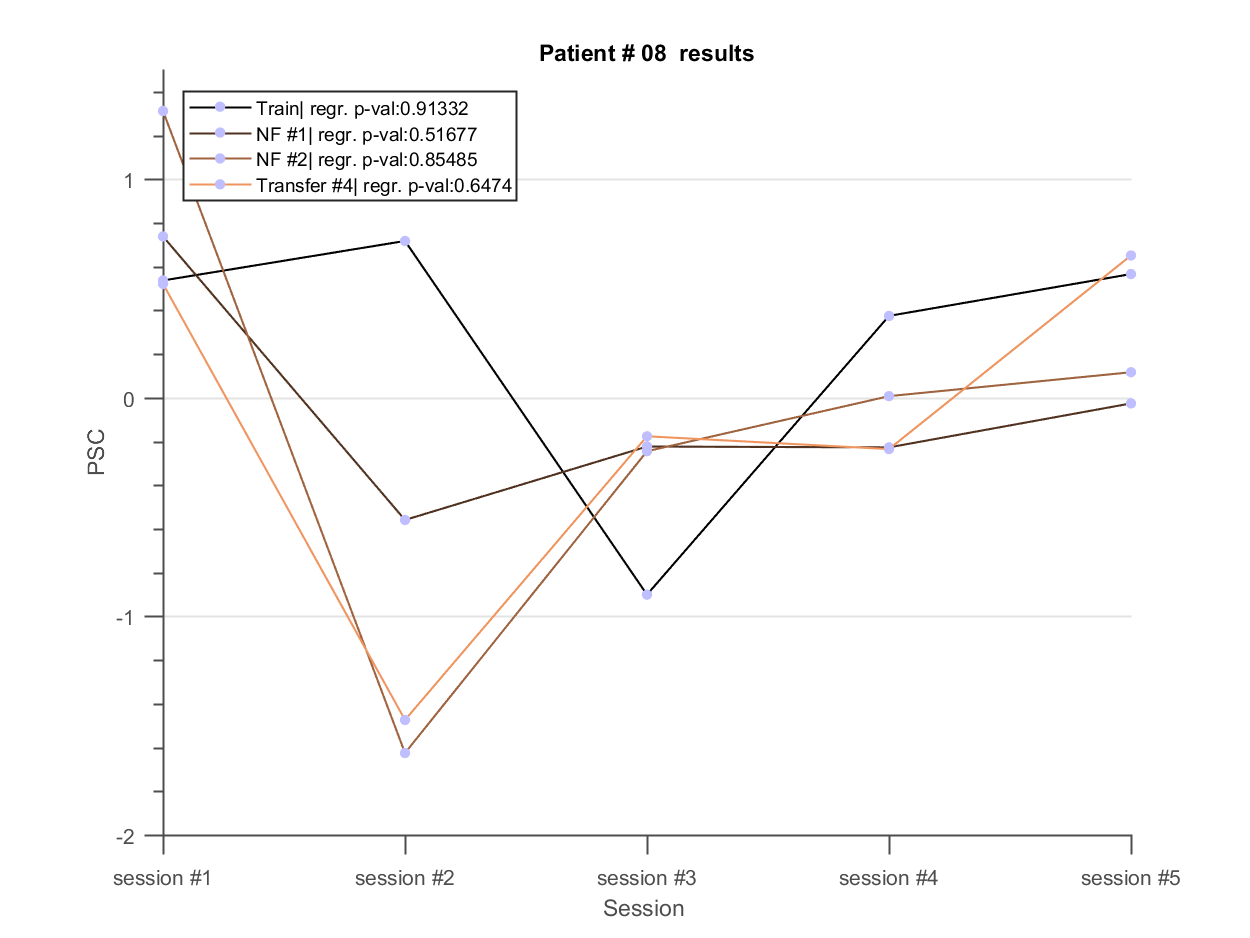 Patient # 08  results
Train| regr. p-val:0.91332
NF #1| regr. p-val:0.51677
NF #2| regr. p-val:0.85485
Transfer #4| regr. p-val:0.6474
1
0
-1
-2
PSC
session #1 session #2 session #3 session #4 session #5
Session